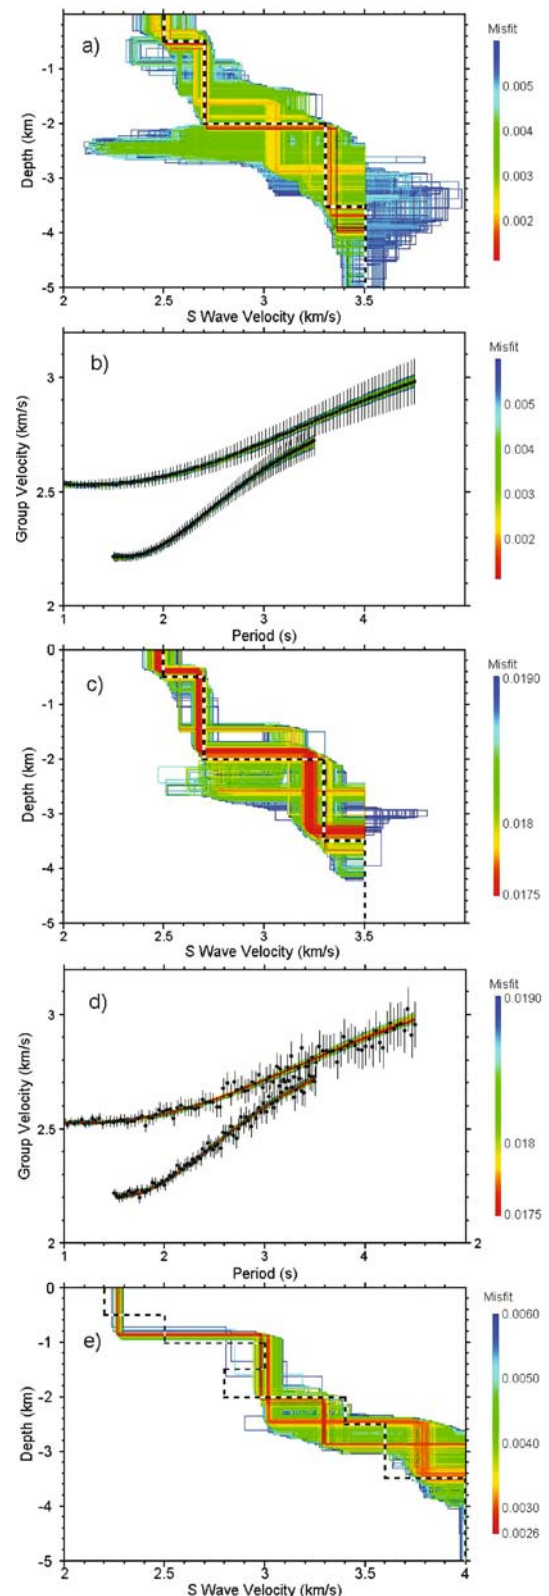 a)
Misfit
0.005
0.004
0.003
0.002
-1
-2
-3
-4
-5
Depth (km)
2 2.5 3 3.5
S Wave Velocity (km/s)
b)
Misfit
0.005
0.004
0.003
0.002
3
2.5
2
Group Velocity (km/s)
1 2 3 4
Period (s)
c)
Misfit
0.0190
0.018
0.0175
0
-1
-2
-3
-4
-5
Depth (km)
2 2.5 3 3.5
S Wave Velocity (km/s)
d)
Misfit
0.0190
0.018
0.0175
3
2.5
2
Group Velocity (km/s)
1 2 3 4 2
Period (s)
e)
Misfit
0.0060
0.0050
0.0040
0.0030
0.0026
0
-1
-2
-3
-4
-5
Depth (km)
2 2.5 3 3.5 4
S Wave Velocity (km/s)